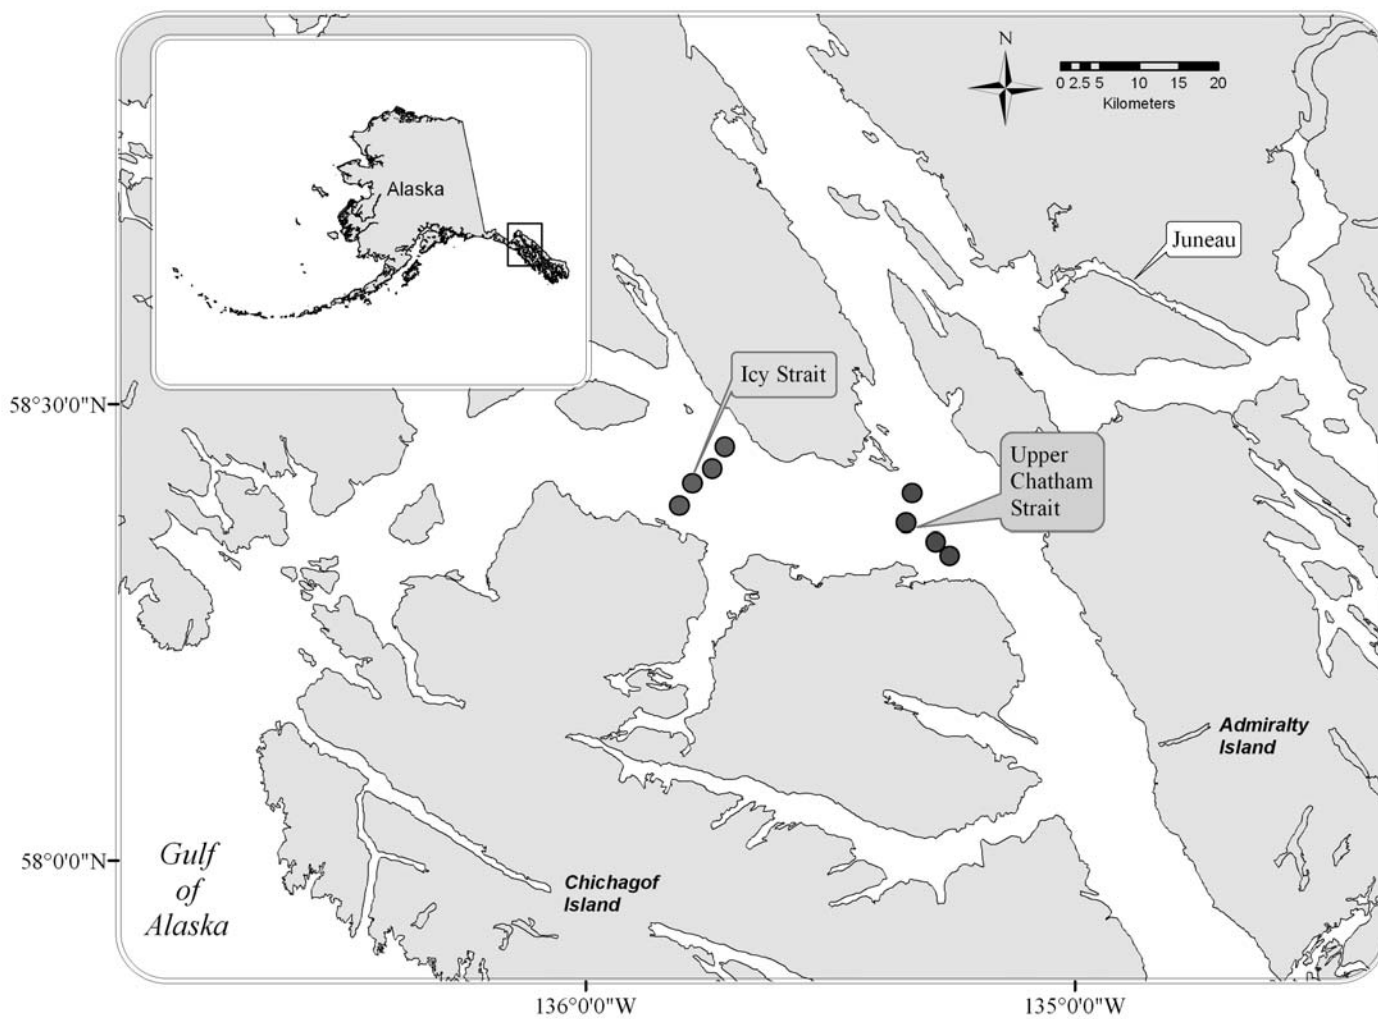 N
0 2.5 5 10 15 20
Kilometers
Alaska
Juneau
Icy Strait
58°30'0"N
Upper
Chatham
Strait
Admiralty
Island
58°0'0"N
Gulf
of
Alaska
Chichagof
Island
136°0'0"W
135°0'0"W